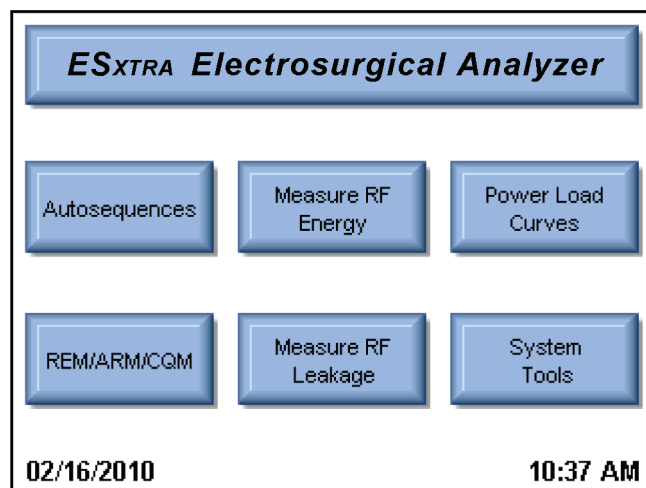 ESXTRA Electrosurgical Analyzer
Autosequences
Measure RF
Energy
Power Load
Curves
REM/ARM/CQM
Measure RF
Leakage
System
Tools
02/16/2010
10:37 AM